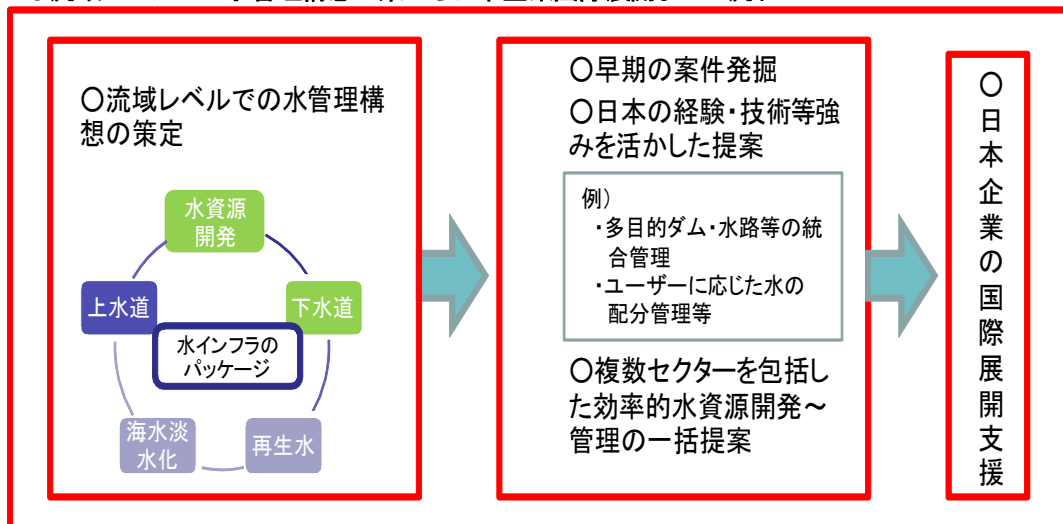 〇流域レベルでの水管理構
想の策定
水資源
開発
上水道
下水道
水インフラの
パッケージ
海水淡
水化
再生水
〇早期の案件発掘
〇日本の経験・技術等強
みを活かした提案
例）
・多目的ダム・水路等の統
合管理
・ユーザーに応じた水の
配分管理等
〇複数セクターを包括し
た効率的水資源開発～
管理の一括提案
〇日本企業の国際展開支援